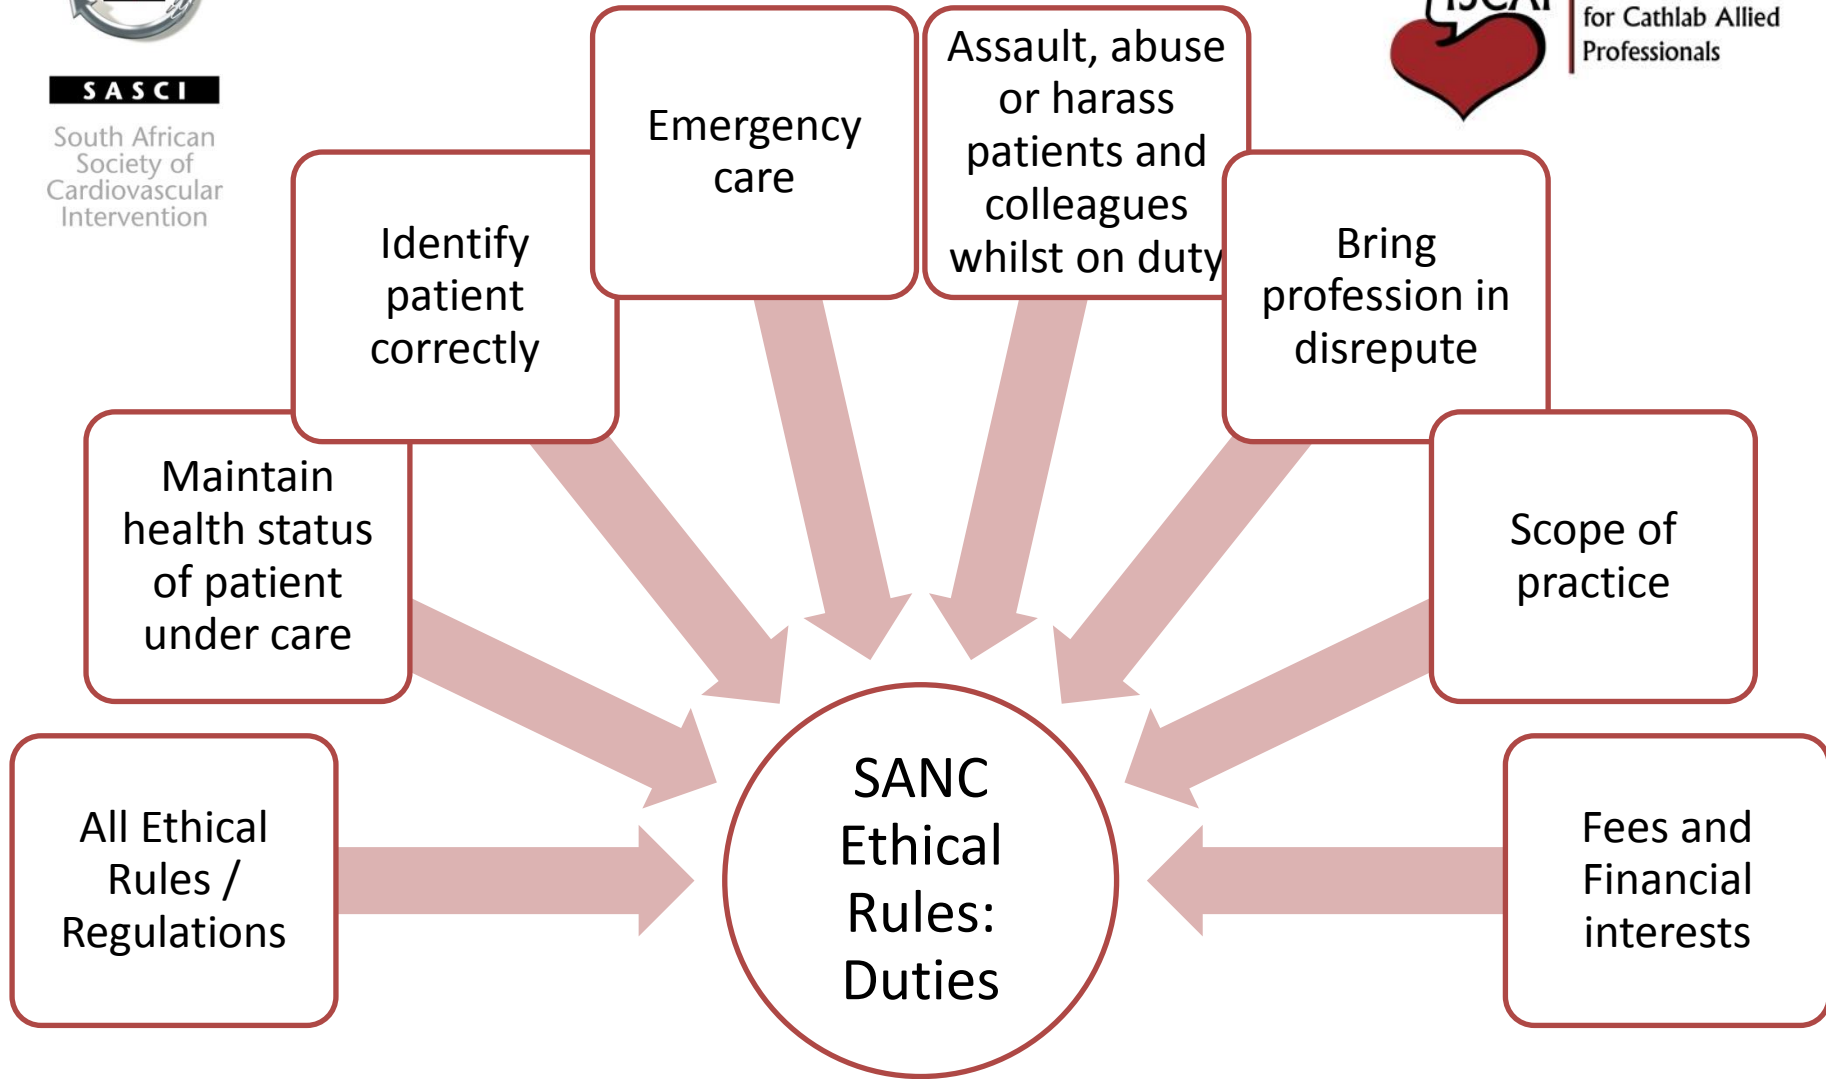 SASCI
South African
Society of
Cardiovascular
Intervention
for Cathlab Allied
Professionals
All Ethical
Rules /
Regulations
Maintain
health status
of patient
under care
Identify
patient
correctly
Emergency
care
Assault, abuse
or harass
patients and
colleagues
whilst on duty
Bring
profession in
disrepute
Scope of
practice
Fees and
Financial
interests
SANC
Ethical
Rules:
Duties